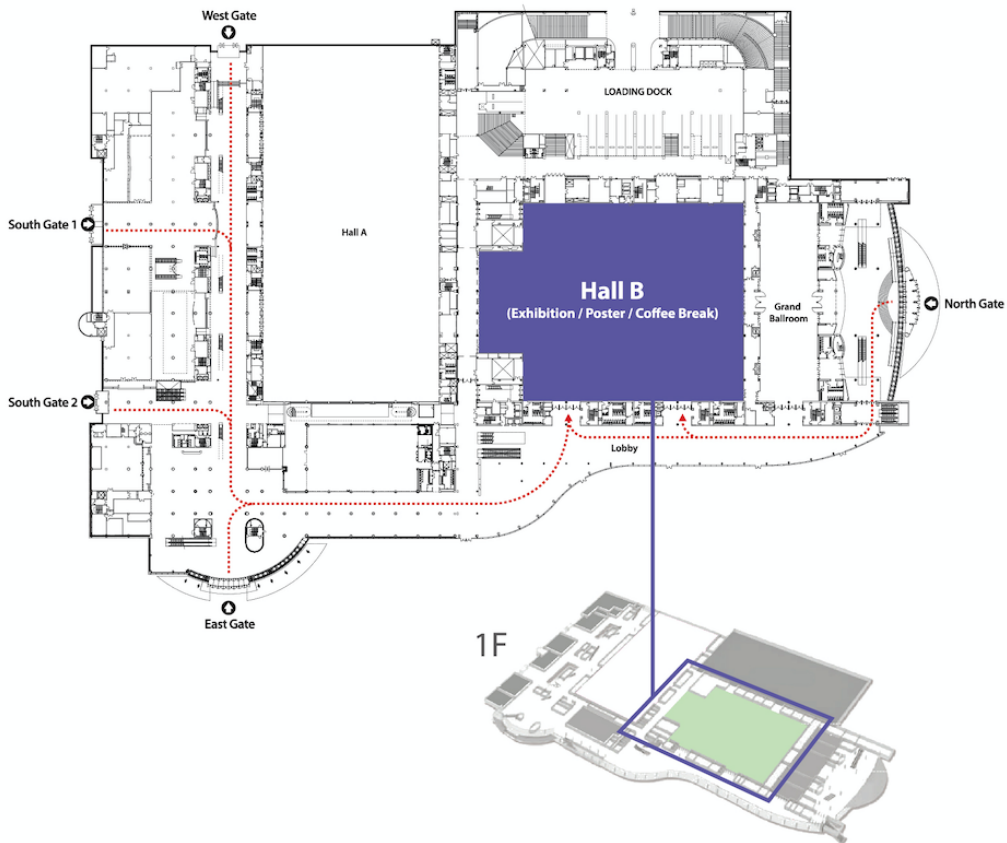 West Gate
LOADING DOCK
South Gate 1
Hall A
Hall B
(Exhibition / Poster / Coffee Break)
Grand
Ballroom
North Gate
South Gate 2
Lobby
East Gate
1F